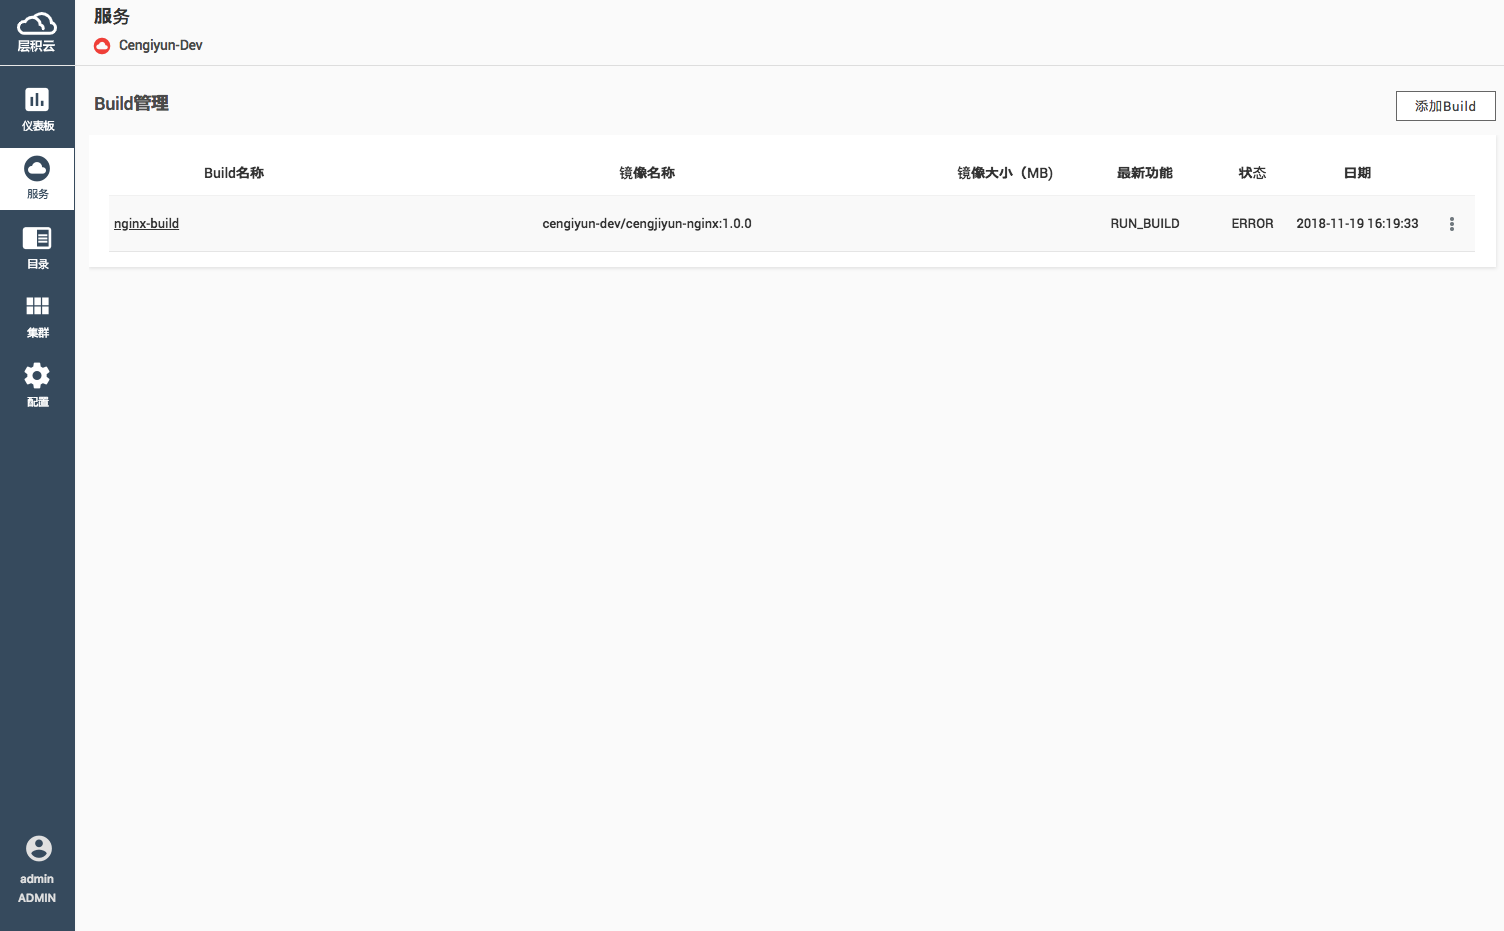 层积云
服务
Cengiyun-Dev
仪表板
服务
目录
集群
配置
admin
ADMIN
Build管理
添加Build
Build名称 镜像名称 镜像大小（MB) 最新功能 状态 日期
nginx-build cengiyun-dev/cengjiyun-nginx:1.0.0 RUN_BUILD ERROR 2018-11-19 16:19:33